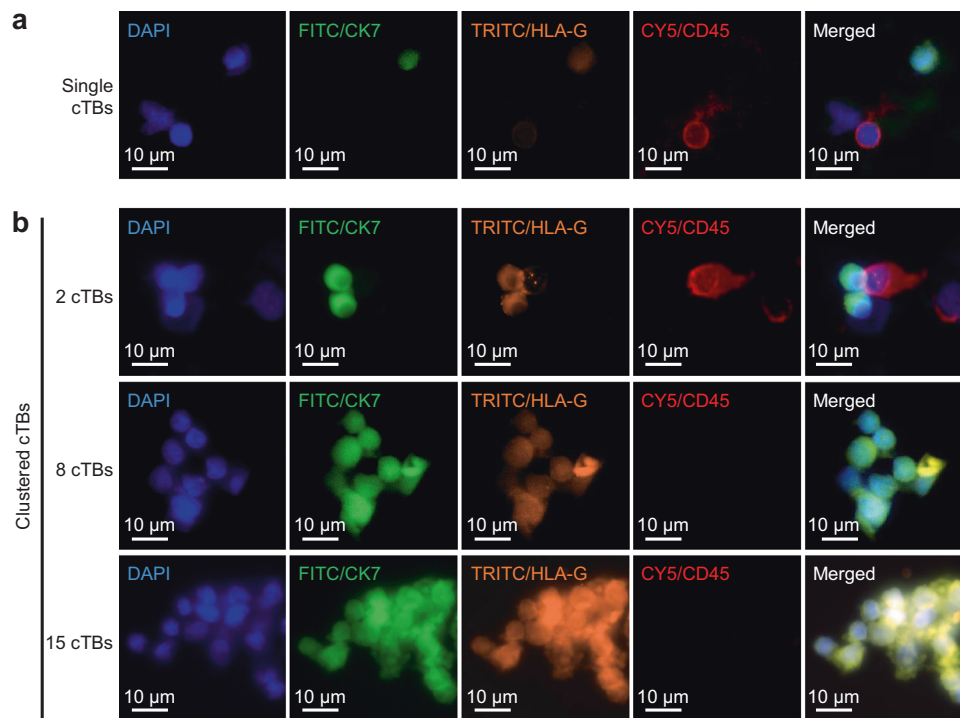 a
Single
cTBs
DAPI
FITC/CK7
TRITC/HLA-G
CY5/CD45
Merged
10 µm
10 µm
10 µm
10 µm
10 µm
b
Clustered cTBs
2 cTBs
DAPI
FITC/CK7
TRITC/HLA-G
CY5/CD45
Merged
10 µm
10 µm
10 µm
10 µm
10 µm
8 cTBs
DAPI
FITC/CK7
TRITC/HLA-G
CY5/CD45
Merged
10 µm
10 µm
10 µm
10 µm
10 µm
15 cTBs
DAPI
FITC/CK7
TRITC/HLA-G
CY5/CD45
Merged
10 µm
10 µm
10 µm
10 µm
10 µm